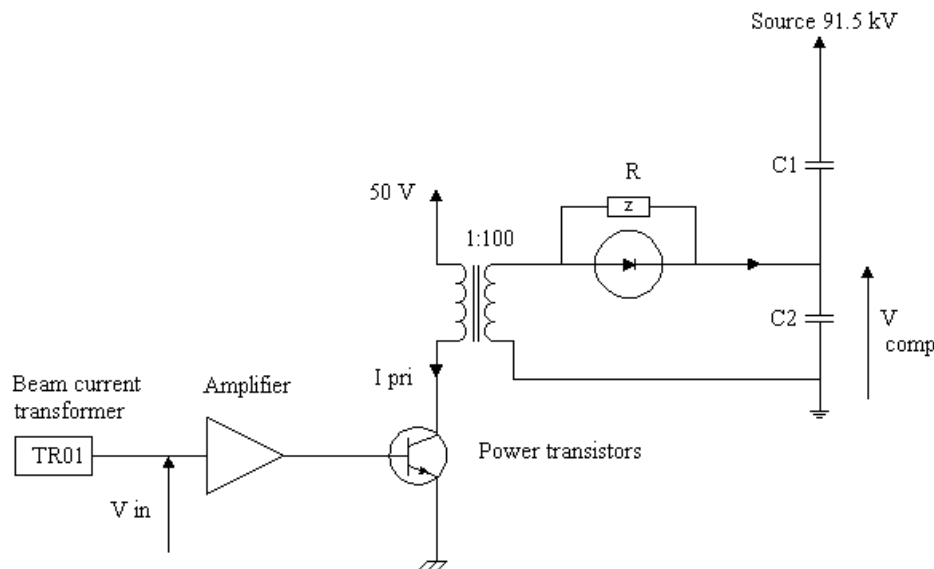 Source 91.5 kV
C1
R
50 V
z
1:100
C2
V
comp
I pri
Beam current
transformer
Amplifier
TR01
Power transistors
V in